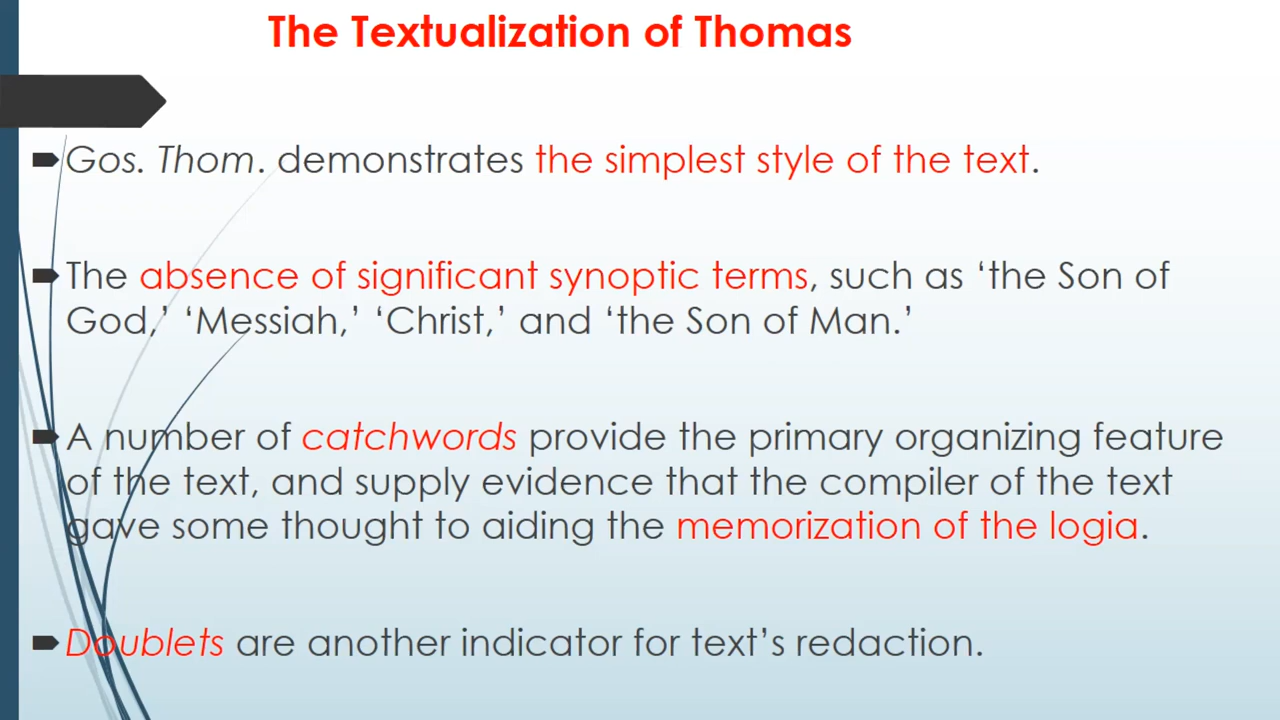 The Textualization of Thomas
Gos. Thom. demonstrates the simplest style of the text.
The absence of significant synoptic terms, such as ‘the Son of
God,’ ‘Messiah,’ ‘Christ,’ and ‘the Son of Man.’
A number of catchwords provide the primary organizing feature
of the text, and supply evidence that the compiler of the text
gave some thought to aiding the memorization of the logia.
Doublets are another indicator for text’s redaction.